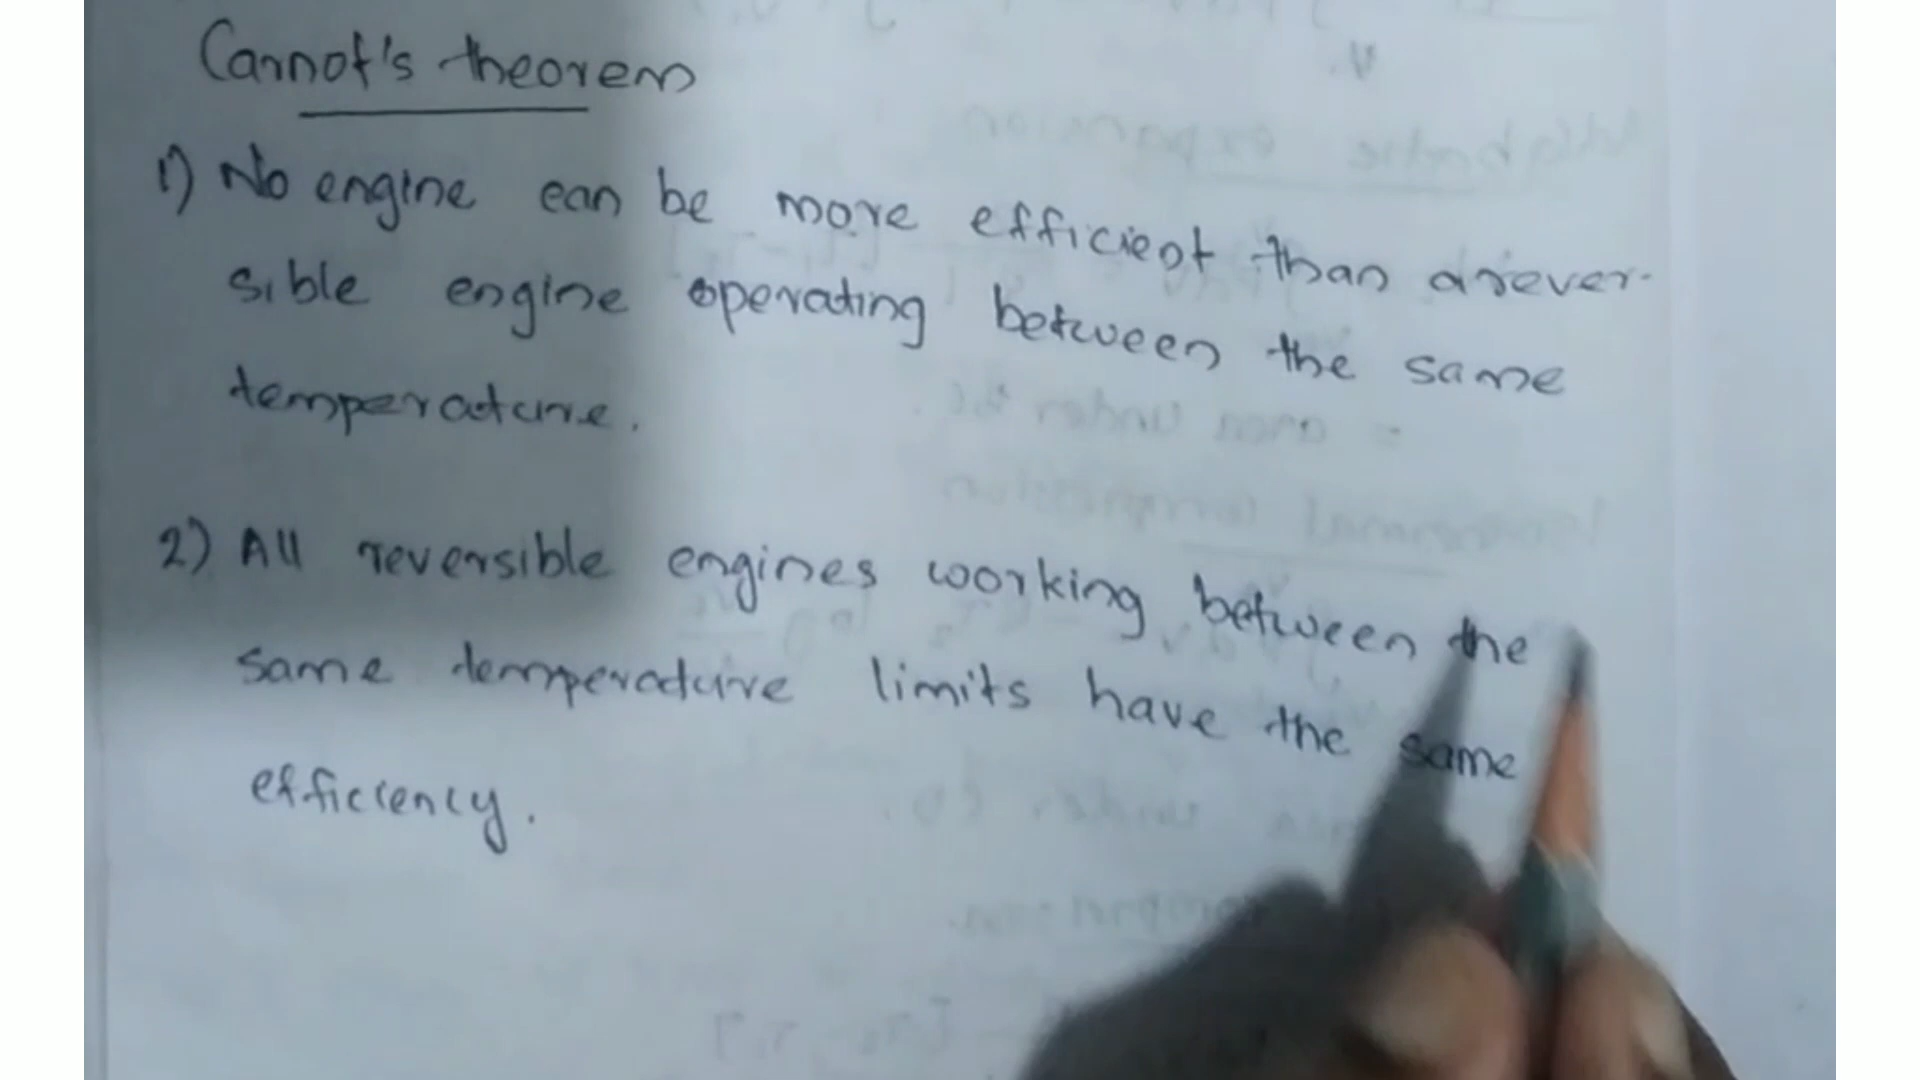 Carnot's theorem
1) No engine can be more efficient than a rever-
sible engine operating between the same
temperature.
2) All reversible engines working between the
same temperature limits have the same
efficiency.